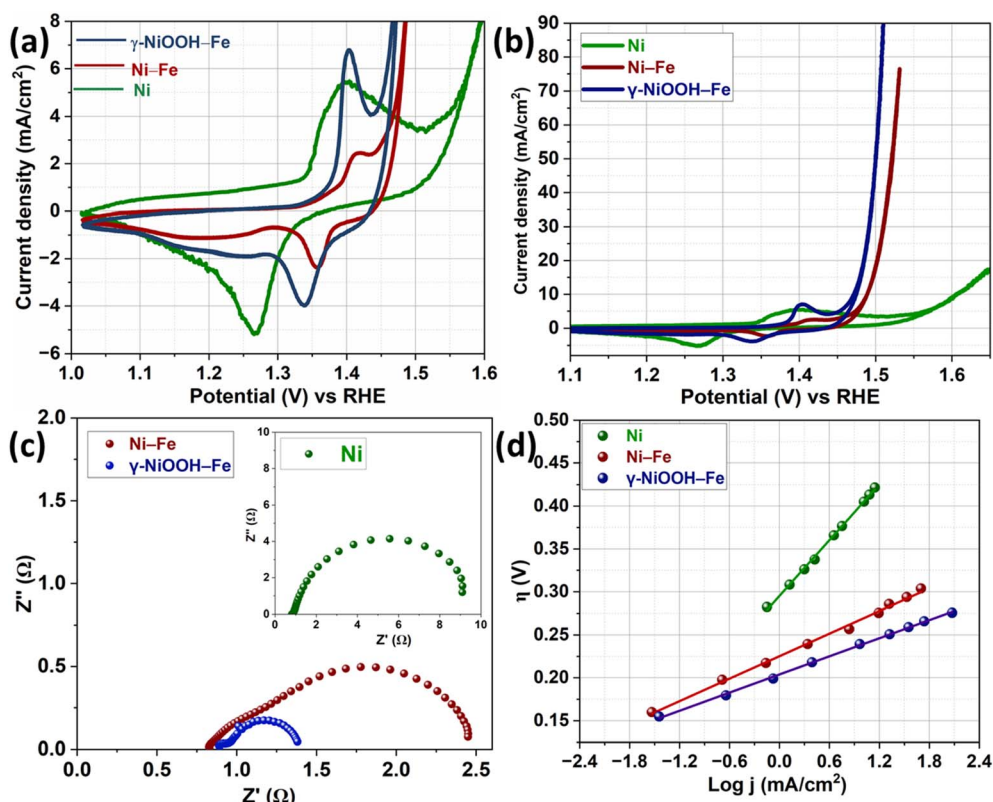 (a)
γ-NiOOH–Fe
Ni–Fe
Ni
Current density (mA/cm²)
8
6
4
2
0
−2
−4
−6
1.0
1.1
1.2
1.3
1.4
1.5
1.6
Potential (V) vs RHE
(b)
Ni
Ni–Fe
γ-NiOOH–Fe
Current density (mA/cm²)
90
80
70
60
50
40
30
20
10
0
-10
1.1
1.2
1.3
1.4
1.5
1.6
Potential (V) vs RHE
(c)
Ni–Fe
γ-NiOOH–Fe
Z'' (Ω)
2.0
1.5
1.0
0.5
0.0
0.0
0.5
1.0
1.5
2.0
2.5
Z' (Ω)
Ni
Z'' (Ω)
10
8
6
4
2
0
0
2
4
6
8
10
Z' (Ω)
(d)
Ni
Ni–Fe
γ-NiOOH–Fe
η (V)
0.50
0.45
0.40
0.35
0.30
0.25
0.20
0.15
−2.4
−1.8
−1.2
−0.6
0.0
0.6
1.2
1.8
2.4
Log j (mA/cm²)